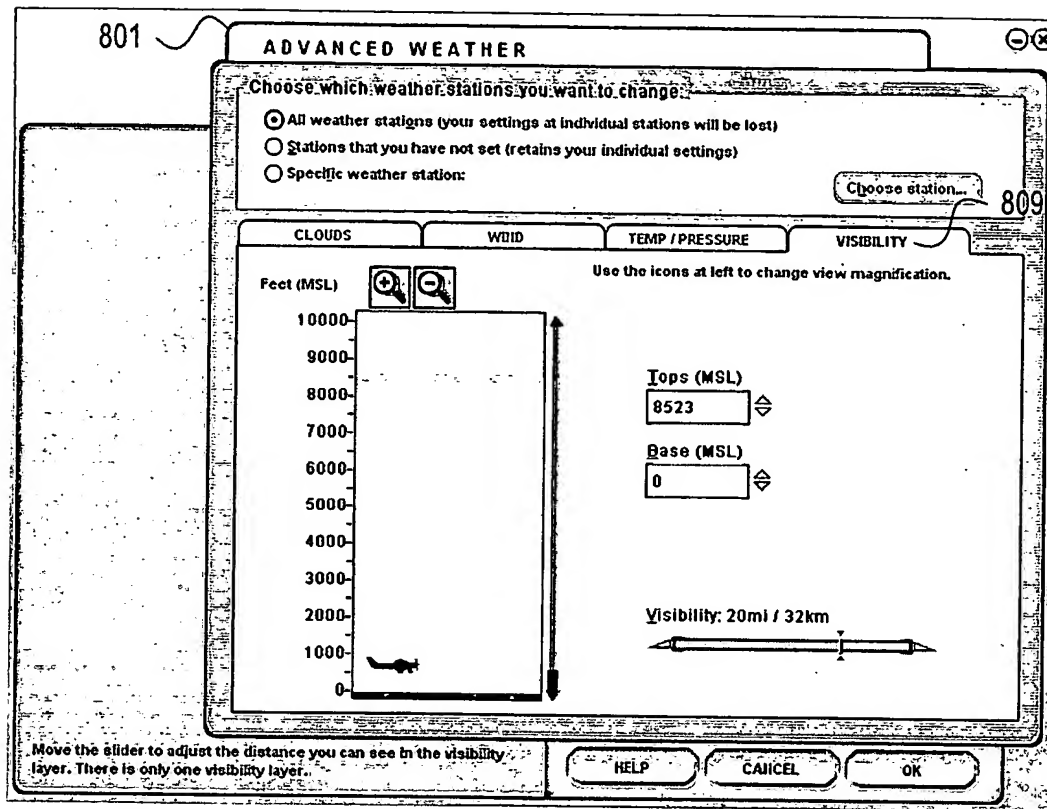 801
ADVANCED WEATHER
Choose which weather stations you want to change:
All weather stations (your settings at individual stations will be lost)
Stations that you have not set (retains your individual settings)
Specific weather station:
Choose station...
809
CLOUDS WIND TEMP / PRESSURE VISIBILITY
Use the icons at left to change view magnification.
Feet (MSL)
10000
9000
8000
7000
6000
5000
4000
3000
2000
1000
0
Tops (MSL)
8523
Base (MSL)
0
Visibility: 20mi / 32km
Move the slider to adjust the distance you can see in the visibility
layer. There is only one visibility layer.
HELP CANCEL OK